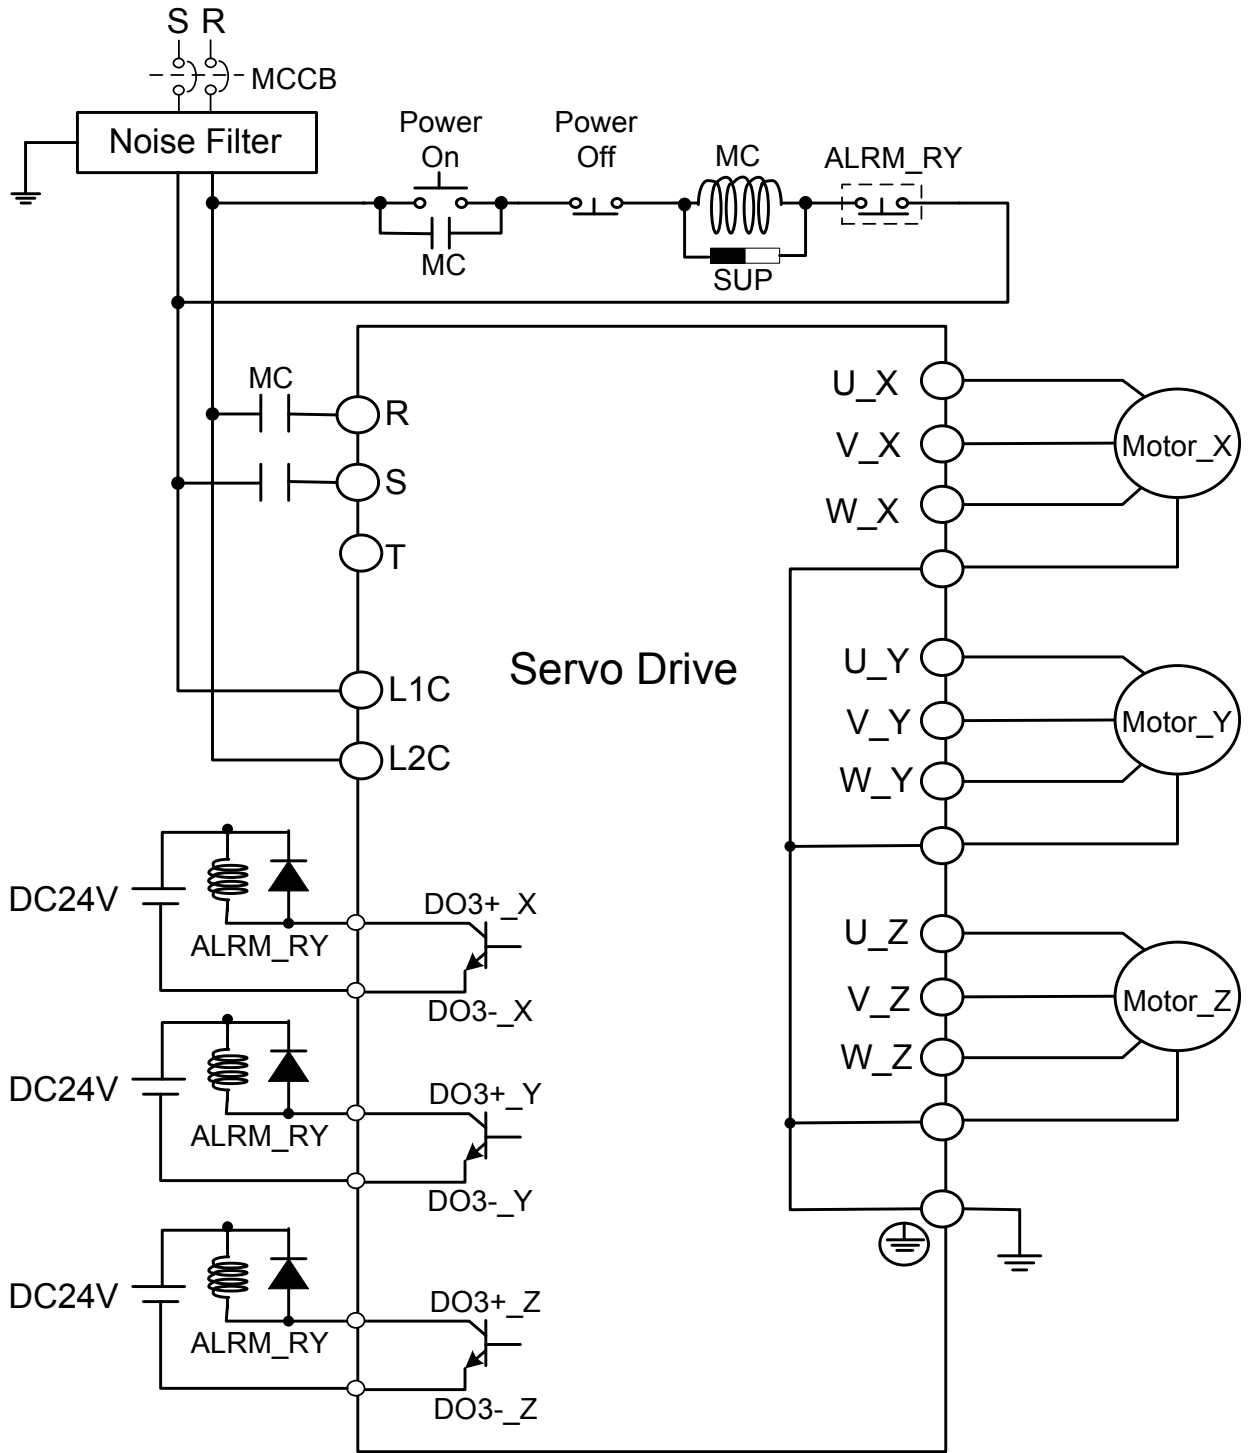 S R
MCCB
Noise Filter
Power
On
Power
Off
MC
ALRM_RY
MC
SUP
MC
R
S
T
L1C
L2C
Servo Drive
U_X
V_X
W_X
Motor_X
U_Y
V_Y
W_Y
Motor_Y
U_Z
V_Z
W_Z
Motor_Z
DC24V
ALRM_RY
DO3+_X
DO3-_X
DC24V
ALRM_RY
DO3+_Y
DO3-_Y
DC24V
ALRM_RY
DO3+_Z
DO3-_Z